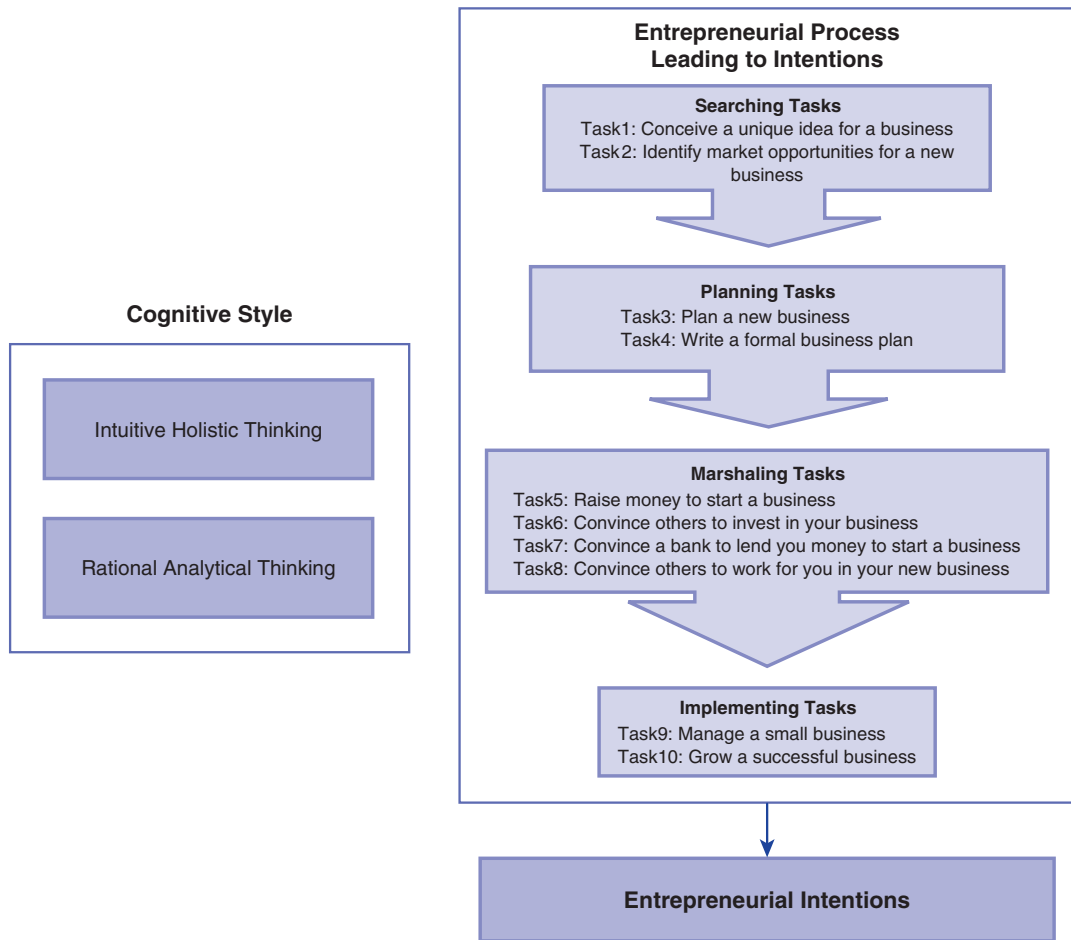 Entrepreneurial Process
Leading to Intentions
Searching Tasks
Task1: Conceive a unique idea for a business
Task2: Identify market opportunities for a new
business
Planning Tasks
Task3: Plan a new business
Task4: Write a formal business plan
Cognitive Style
Intuitive Holistic Thinking
Rational Analytical Thinking
Marshaling Tasks
Task5: Raise money to start a business
Task6: Convince others to invest in your business
Task7: Convince a bank to lend you money to start a business
Task8: Convince others to work for you in your new business
Implementing Tasks
Task9: Manage a small business
Task10: Grow a successful business
Entrepreneurial Intentions